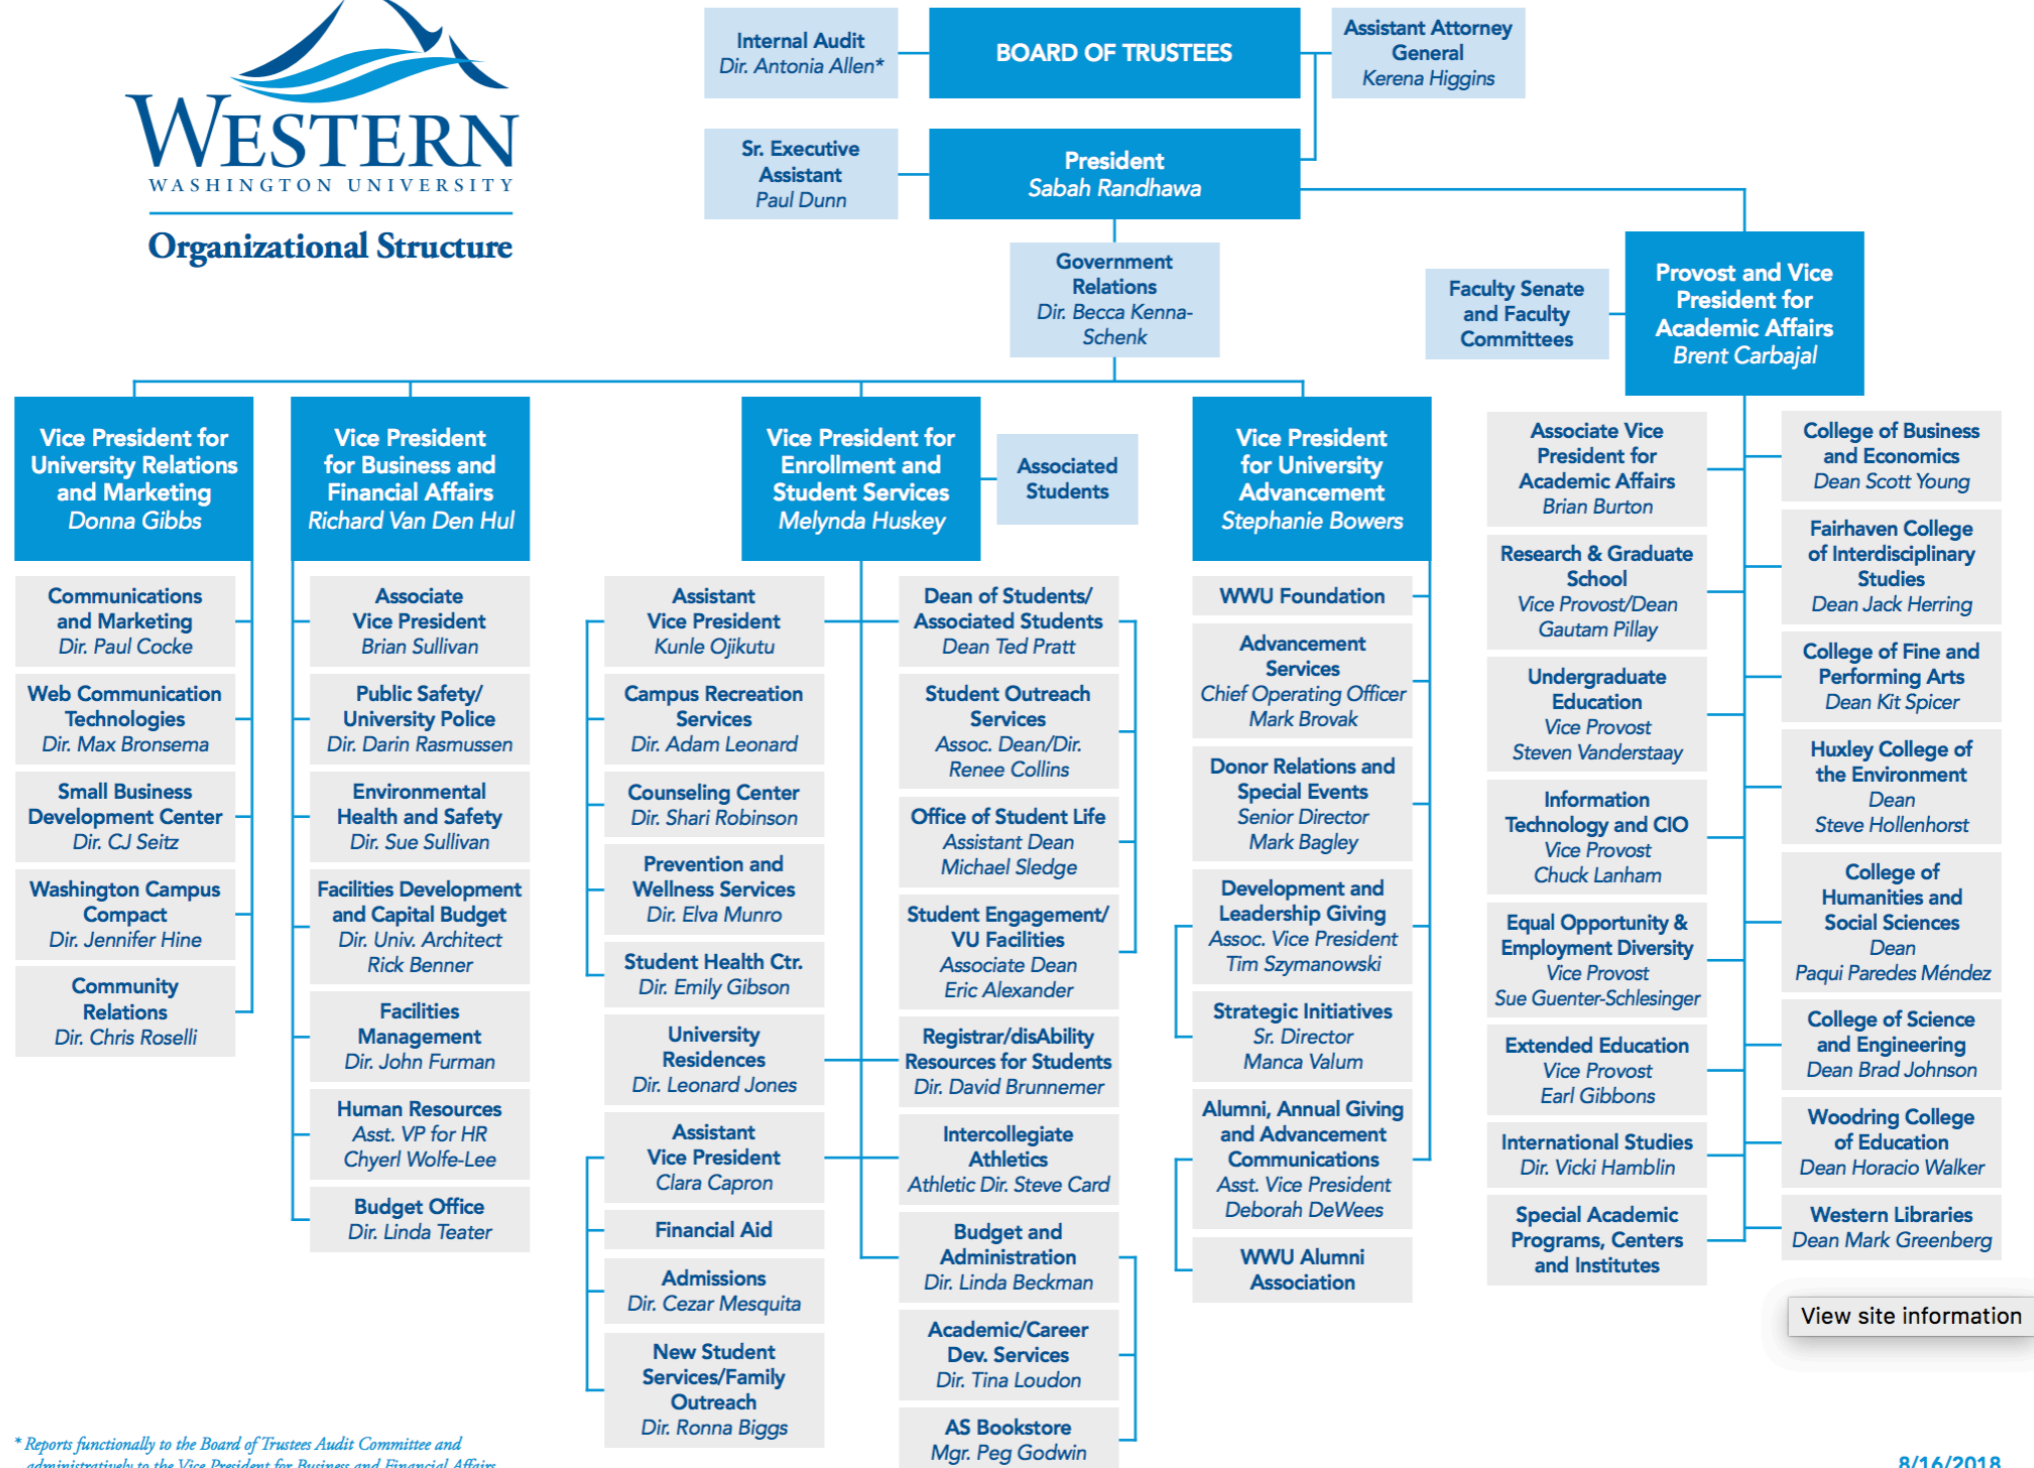 WESTERN
WASHINGTON UNIVERSITY
Organizational Structure
Internal Audit
Dir. Antonia Allen*
BOARD OF TRUSTEES
Assistant Attorney
General
Kerena Higgins
Sr. Executive
Assistant
Paul Dunn
President
Sabah Randhawa
Government
Relations
Dir. Becca Kenna-
Schenk
Faculty Senate
and Faculty
Committees
Provost and Vice
President for
Academic Affairs
Brent Carbajal
Vice President for
University Relations
and Marketing
Donna Gibbs
Communications
and Marketing
Dir. Paul Cocke
Web Communication
Technologies
Dir. Max Bronsema
Small Business
Development Center
Dir. CJ Seitz
Washington Campus
Compact
Dir. Jennifer Hine
Community
Relations
Dir. Chris Roselli
Vice President
for Business and
Financial Affairs
Richard Van Den Hul
Associate
Vice President
Brian Sullivan
Public Safety/
University Police
Dir. Darin Rasmussen
Environmental
Health and Safety
Dir. Sue Sullivan
Facilities Development
and Capital Budget
Dir. Univ. Architect
Rick Benner
Facilities
Management
Dir. John Furman
Human Resources
Asst. VP for HR
Chyerl Wolfe-Lee
Budget Office
Dir. Linda Teater
Vice President for
Enrollment and
Student Services
Melynda Huskey
Associated
Students
Assistant
Vice President
Kunle Ojikutu
Campus Recreation
Services
Dir. Adam Leonard
Counseling Center
Dir. Shari Robinson
Prevention and
Wellness Services
Dir. Elva Munro
Student Health Ctr.
Dir. Emily Gibson
University
Residences
Dir. Leonard Jones
Assistant
Vice President
Clara Capron
Financial Aid
Admissions
Dir. Cezar Mesquita
New Student
Services/Family
Outreach
Dir. Ronna Biggs
Dean of Students/
Associated Students
Dean Ted Pratt
Student Outreach
Services
Assoc. Dean/Dir.
Renee Collins
Office of Student Life
Assistant Dean
Michael Sledge
Student Engagement/
VU Facilities
Associate Dean
Eric Alexander
Registrar/disAbility
Resources for Students
Dir. David Brunnemer
Intercollegiate
Athletics
Athletic Dir. Steve Card
Budget and
Administration
Dir. Linda Beckman
Academic/Career
Dev. Services
Dir. Tina Loudon
AS Bookstore
Mgr. Peg Godwin
Vice President
for University
Advancement
Stephanie Bowers
WWU Foundation
Advancement
Services
Chief Operating Officer
Mark Brovak
Donor Relations and
Special Events
Senior Director
Mark Bagley
Development and
Leadership Giving
Assoc. Vice President
Tim Szymanowski
Strategic Initiatives
Sr. Director
Manca Valum
Alumni, Annual Giving
and Advancement
Communications
Asst. Vice President
Deborah DeWees
WWU Alumni
Association
Associate Vice
President for
Academic Affairs
Brian Burton
Research & Graduate
School
Vice Provost/Dean
Gautam Pillay
Undergraduate
Education
Vice Provost
Steven Vanderstaay
Information
Technology and CIO
Vice Provost
Chuck Lanham
Equal Opportunity &
Employment Diversity
Vice Provost
Sue Guenter-Schlesinger
Extended Education
Vice Provost
Earl Gibbons
International Studies
Dir. Vicki Hamblin
Special Academic
Programs, Centers
and Institutes
College of Business
and Economics
Dean Scott Young
Fairhaven College
of Interdisciplinary
Studies
Dean Jack Herring
College of Fine and
Performing Arts
Dean Kit Spicer
Huxley College of
the Environment
Dean
Steve Hollenhorst
College of
Humanities and
Social Sciences
Dean
Paqui Paredes Méndez
College of Science
and Engineering
Dean Brad Johnson
Woodring College
of Education
Dean Horacio Walker
Western Libraries
Dean Mark Greenberg
View site information
* Reports functionally to the Board of Trustees Audit Committee and
administratively to the Vice President for Business and Financial Affairs
8/16/2018